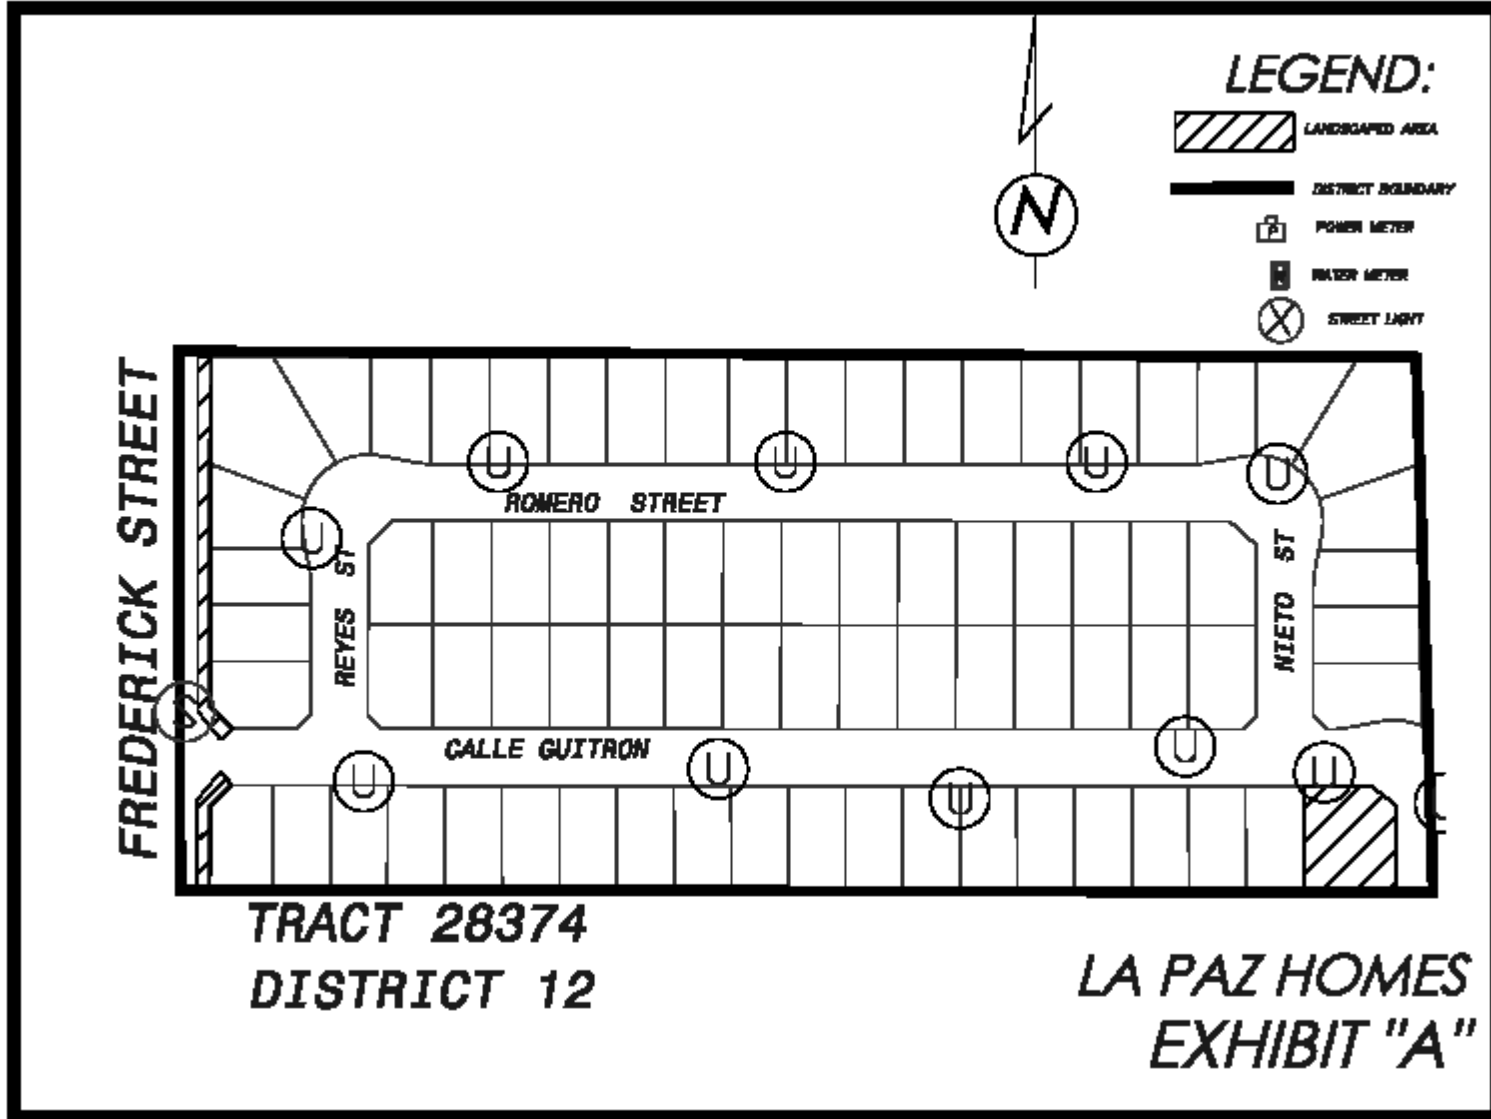 LEGEND:
LANDSCAPED AREA
DISTRICT BOUNDARY
POWER METER
WATER METER
STREET LIGHT
N
P
FREDERICK STREET
ROMERO STREET
REYES ST
NIETO ST
CALLE GUITRON
U
U
U
U
U
U
U
U
U
U
TRACT 28374
DISTRICT 12
LA PAZ HOMES
EXHIBIT "A"